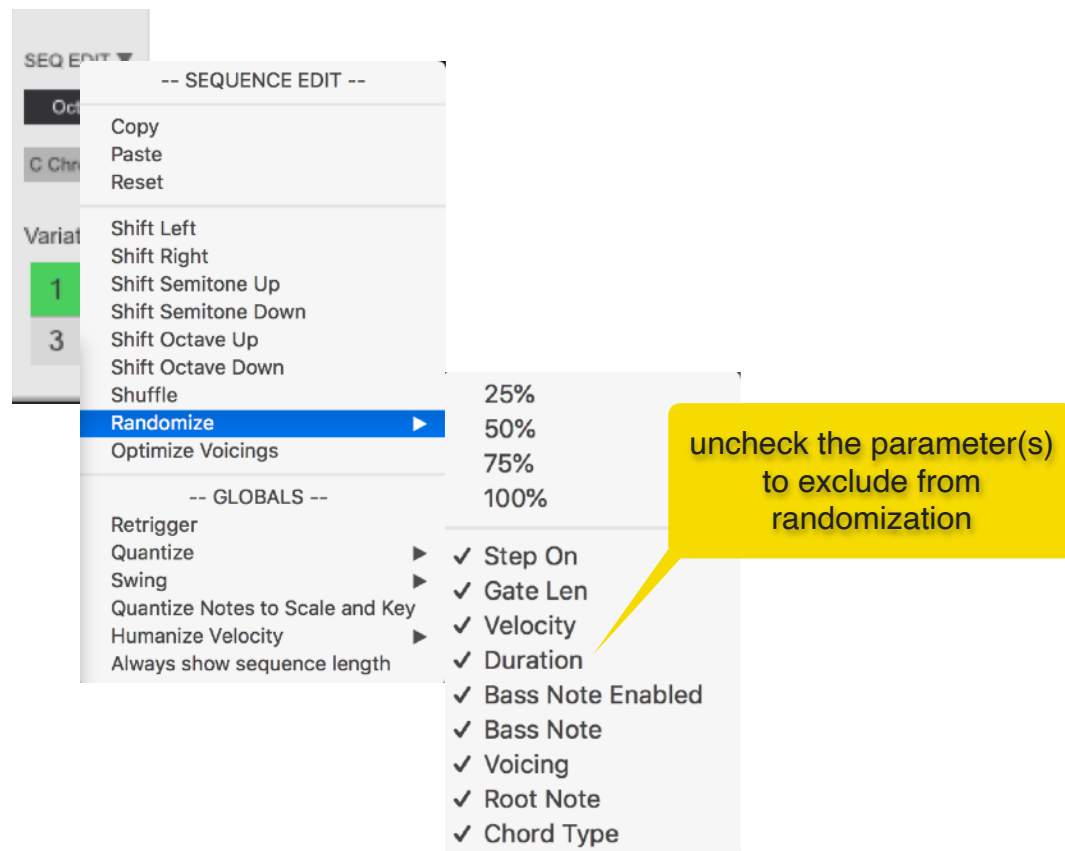 SEQ EDIT ▼
Oct
C Chr
Variat
1
3
-- SEQUENCE EDIT --
Copy
Paste
Reset
Shift Left
Shift Right
Shift Semitone Up
Shift Semitone Down
Shift Octave Up
Shift Octave Down
Shuffle
Randomize ▶
Optimize Voicings
-- GLOBALS --
Retrigger
Quantize ▶
Swing ▶
Quantize Notes to Scale and Key
Humanize Velocity ▶
Always show sequence length
25%
50%
75%
100%
✓ Step On
✓ Gate Len
✓ Velocity
✓ Duration
✓ Bass Note Enabled
✓ Bass Note
✓ Voicing
✓ Root Note
✓ Chord Type
uncheck the parameter(s)
to exclude from
randomization